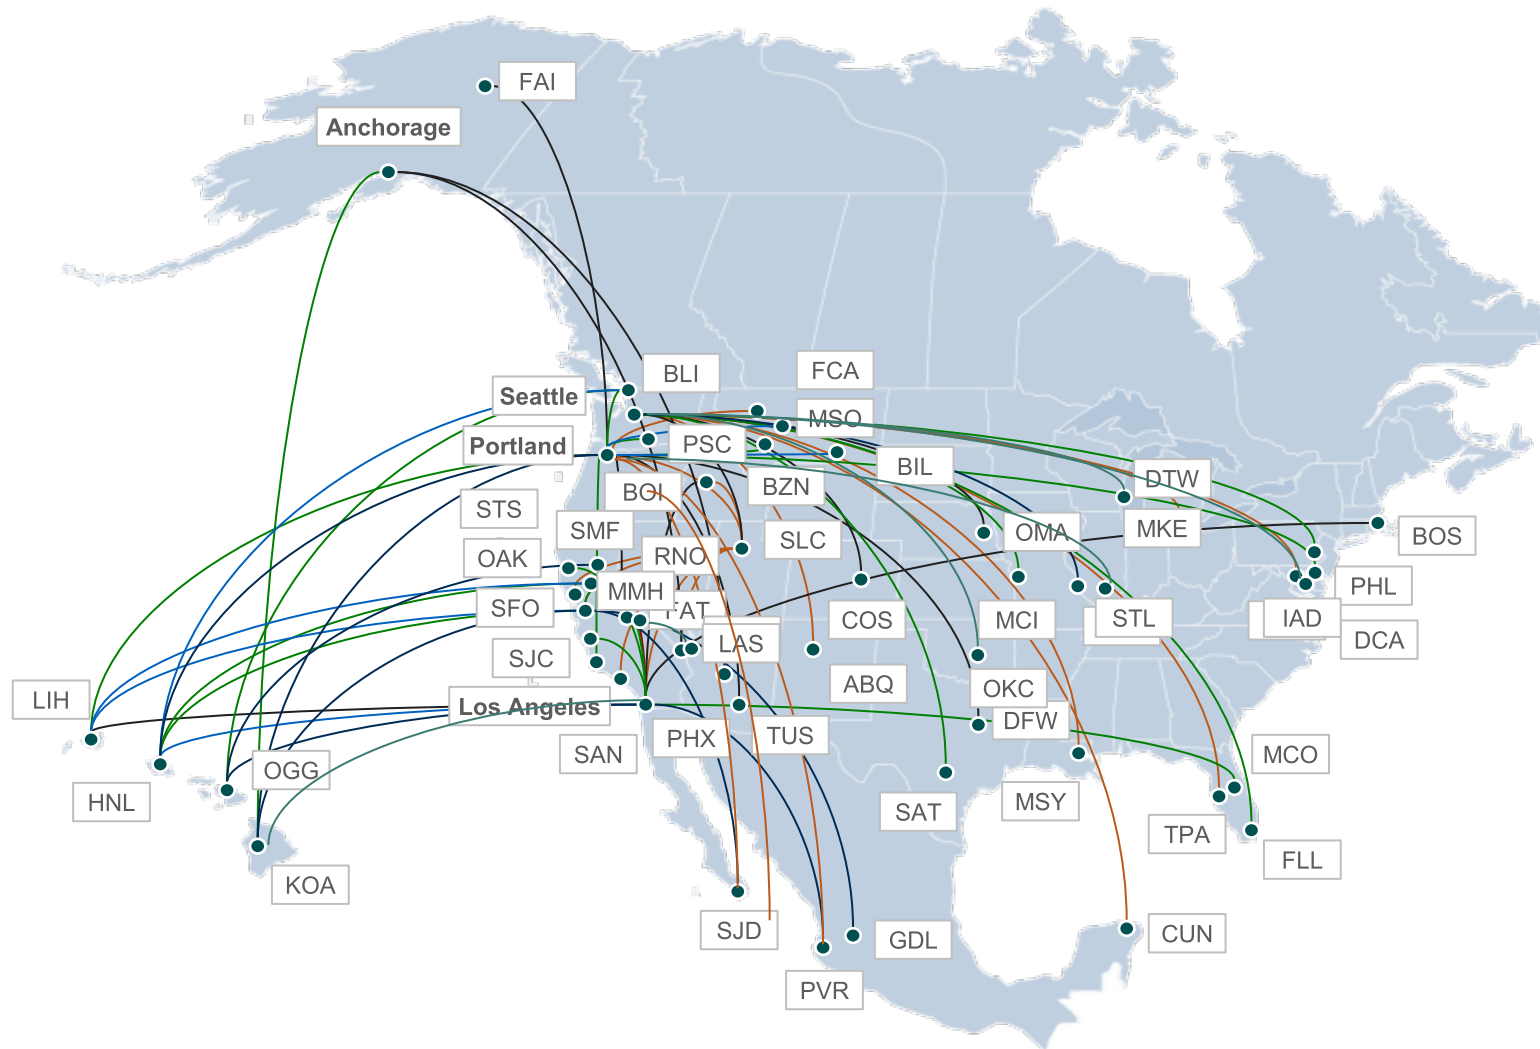 FAI
Anchorage
BLI
FCA
Seattle
MSO
Portland
PSC
BIL
DTW
BOI
BZN
STS
SMF
OMA
MKE
BOS
SLC
OAK
RNO
MMH
PHL
SFO
FAT
COS
MCI
STL
IAD
DCA
LAS
SJC
ABQ
OKC
LIH
Los Angeles
DFW
SAN
PHX
TUS
MCO
OGG
HNL
SAT
MSY
TPA
FLL
KOA
SJD
GDL
CUN
PVR